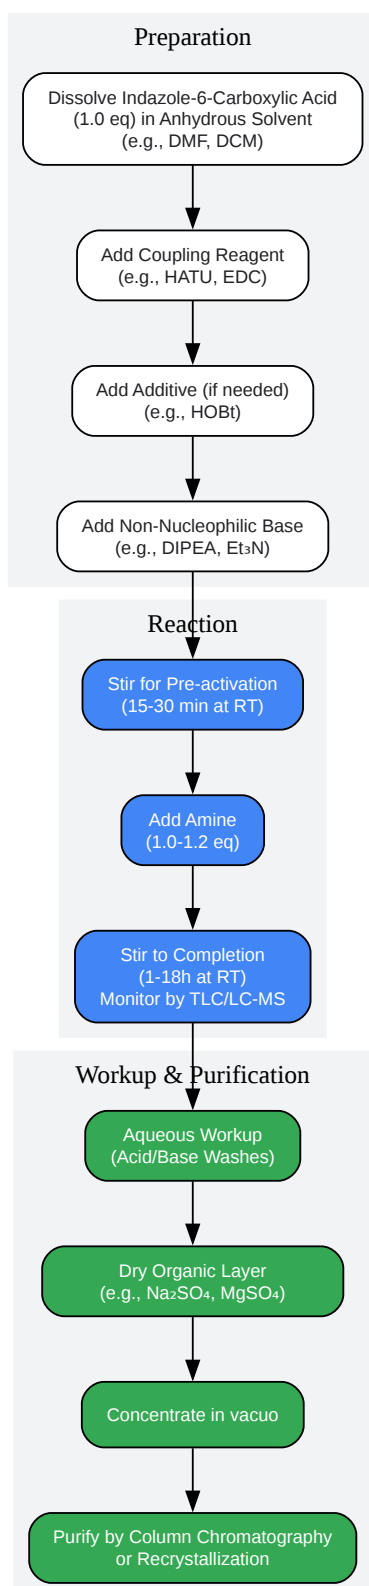 Preparation
Dissolve Indazole-6-Carboxylic Acid
(1.0 eq) in Anhydrous Solvent
(e.g., DMF, DCM)
Add Coupling Reagent
(e.g., HATU, EDC)
Add Additive (if needed)
(e.g., HOBt)
Add Non-Nucleophilic Base
(e.g., DIPEA, Et₃N)
Reaction
Stir for Pre-activation
(15-30 min at RT)
Add Amine
(1.0-1.2 eq)
Stir to Completion
(1-18h at RT)
Monitor by TLC/LC-MS
Workup & Purification
Aqueous Workup
(Acid/Base Washes)
Dry Organic Layer
(e.g., Na₂SO₄, MgSO₄)
Concentrate in vacuo
Purify by Column Chromatography
or Recrystallization